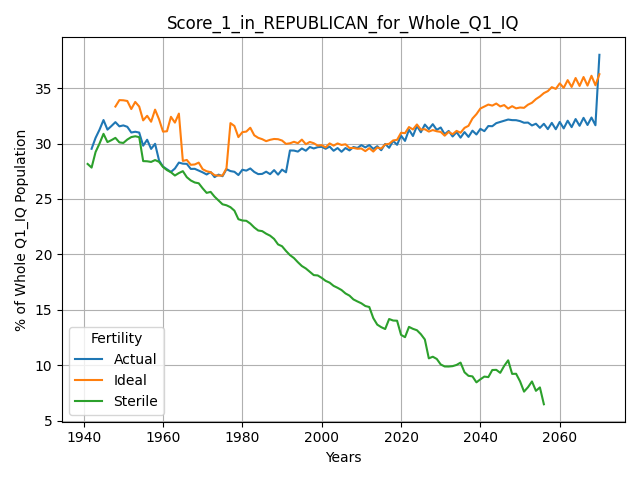 Score_1_in_REPUBLICAN_for_Whole_Q1_IQ
% of Whole Q1_IQ Population
35
30
25
20
15
10
5
Fertility
Actual
Ideal
Sterile
1940 1960 1980 2000 2020 2040 2060
Years